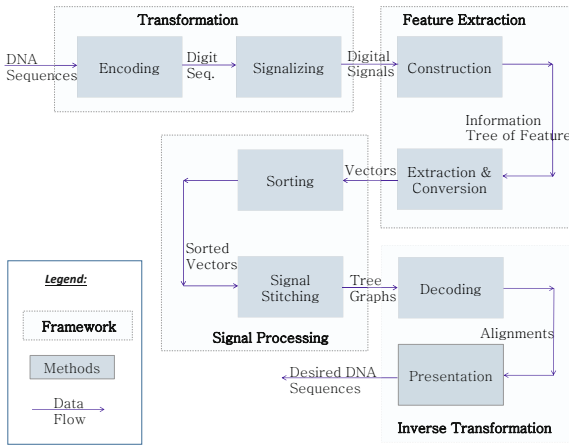 Transformation
Feature Extraction
DNA
Sequences
Encoding
Digit
Seq.
Signalizing
Digital
Signals
Construction
Information
Tree of Feature
Extraction &
Conversion
Vectors
Sorting
Sorted
Vectors
Signal
Stitching
Tree
Graphs
Decoding
Signal Processing
Alignments
Presentation
Desired DNA
Sequences
Inverse Transformation
Legend:
Framework
Methods
Data
Flow